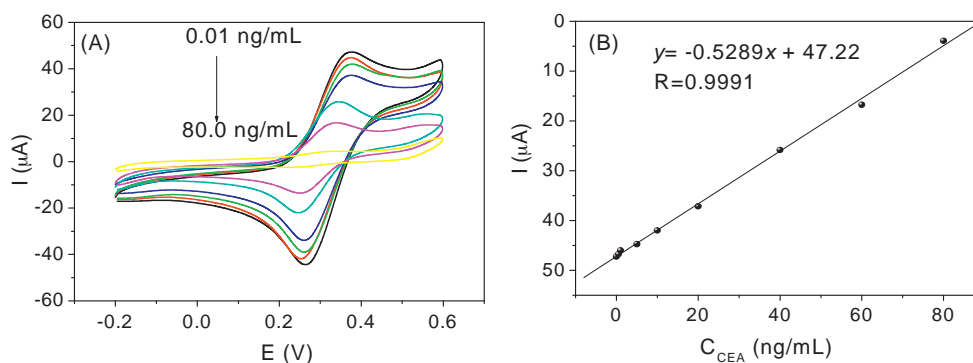 (A)
0.01 ng/mL
80.0 ng/mL
60
40
20
0
-20
-40
-60
I (μA)
-0.2
0.0
0.2
0.4
0.6
E (V)
(B)
y= -0.5289x + 47.22
R=0.9991
0
10
20
30
40
50
I (μA)
0
20
40
60
80
C_CEA (ng/mL)